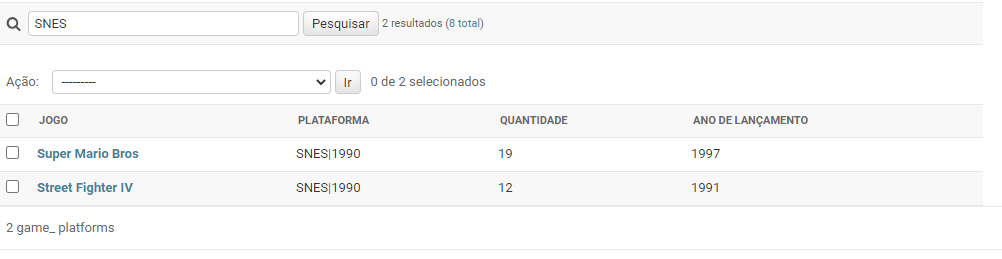 SNES Pesquisar 2 resultados (8 total)
Ação: --------- Ir 0 de 2 selecionados
JOGO PLATAFORMA QUANTIDADE ANO DE LANÇAMENTO
Super Mario Bros SNES|1990 19 1997
Street Fighter IV SNES|1990 12 1991
2 game_ platforms